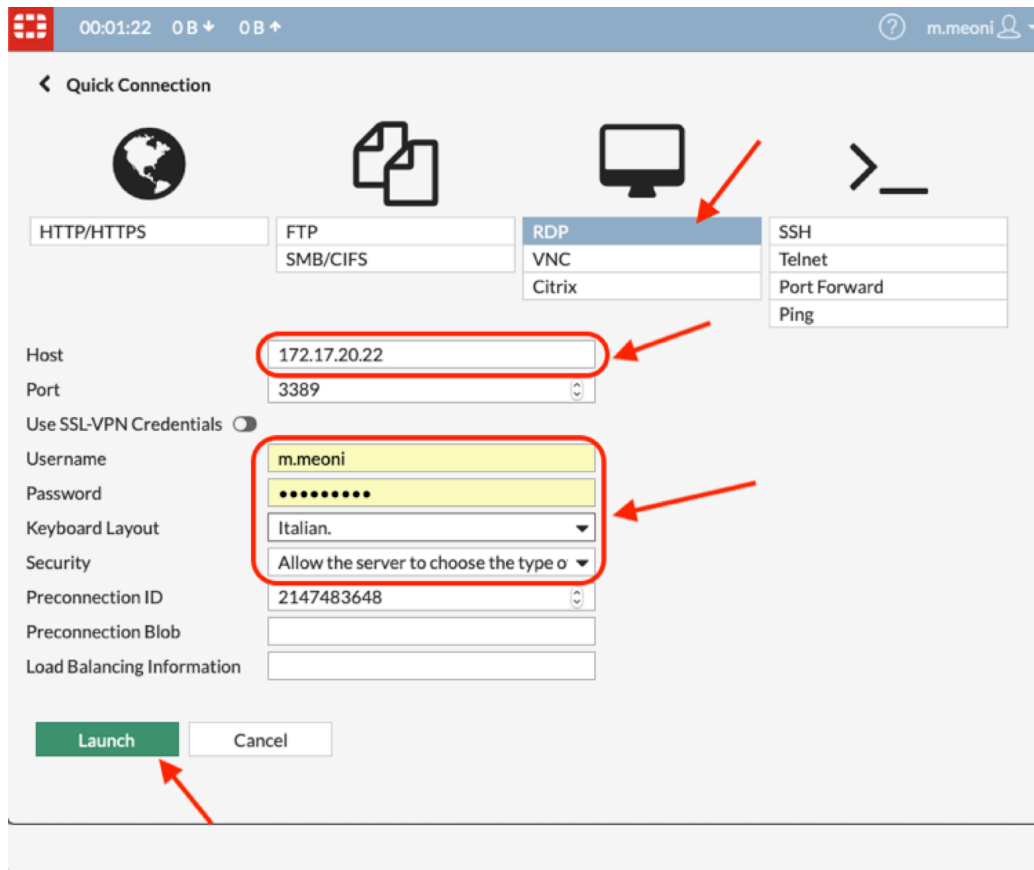 00:01:22 0 B 0 B m.meoni
Quick Connection
HTTP/HTTPS FTP RDP SSH
SMB/CIFS VNC Telnet
Citrix Port Forward
Ping
Host 172.17.20.22
Port 3389
Use SSL-VPN Credentials
Username m.meoni
Password •••••••••
Keyboard Layout Italian.
Security Allow the server to choose the type o
Preconnection ID 2147483648
Preconnection Blob
Load Balancing Information
Launch Cancel